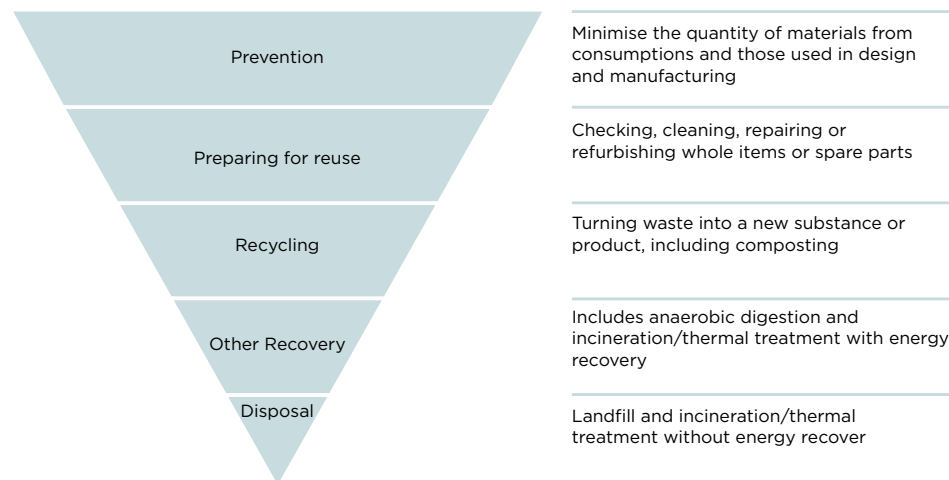 Prevention
Minimise the quantity of materials from
consumptions and those used in design
and manufacturing
Preparing for reuse
Checking, cleaning, repairing or
refurbishing whole items or spare parts
Recycling
Turning waste into a new substance or
product, including composting
Other Recovery
Includes anaerobic digestion and
incineration/thermal treatment with energy
recovery
Disposal
Landfill and incineration/thermal
treatment without energy recover